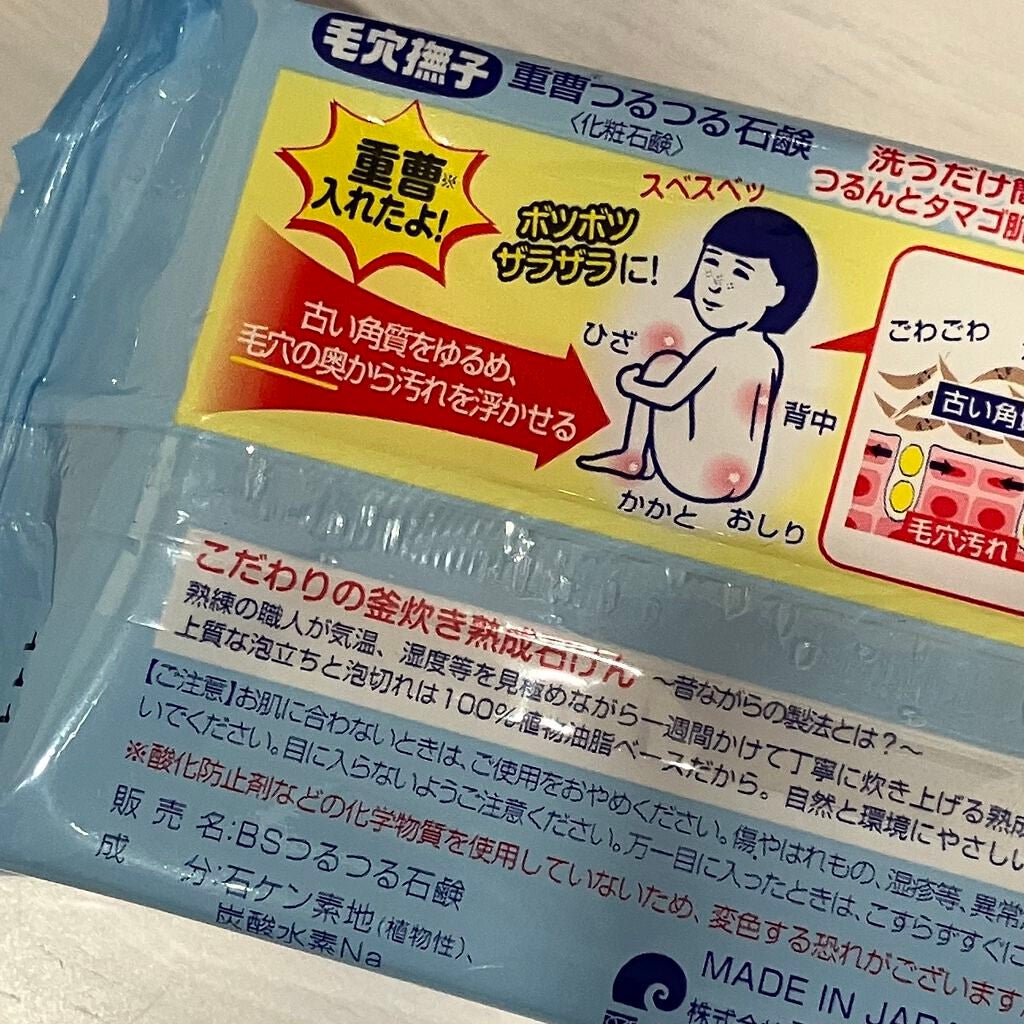 毛穴撫子 重曹つるつる石鹸
〈化粧石鹸〉
重曹※
入れたよ!
ボツボツ
ザラザラに!
スベスベッ
洗うだけ簡
つるんとタマゴ肌
古い角質をゆるめ、
毛穴の奥から汚れを浮かせる
ひざ
背中
かかと
おしり
ごわごわ
古い角質
毛穴汚れ
こだわりの釜炊き熟成石けん ~昔ながらの製法とは?~
熟練の職人が気温、湿度等を見極めながら一週間かけて丁寧に炊き上げる熟成
上質な泡立ちと泡切れは100%植物油脂ベースだから。自然と環境にやさしい
【ご注意】お肌に合わないときは、ご使用をおやめください。傷やはれもの、湿疹等、異常
いでください。目に入らないようご注意ください。万一目に入ったときは、こすらずすぐに
※酸化防止剤などの化学物質を使用していないため、変色する恐れがございます
販売名:BSつるつる石鹸
成分:石ケン素地(植物性)、
炭酸水素Na
MADE IN JAPA
株式会社